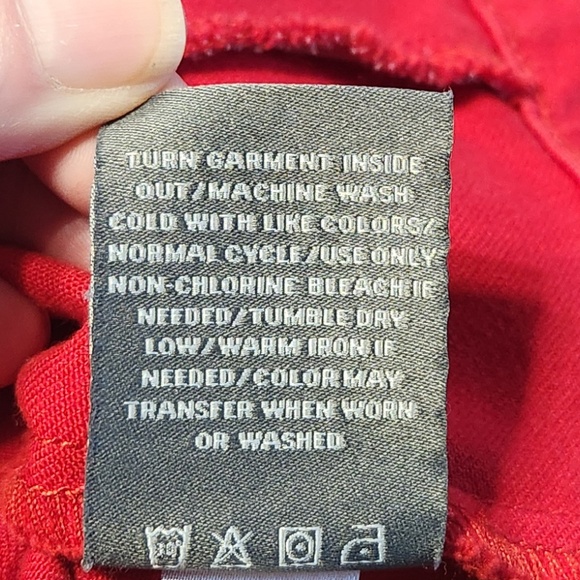 TURN GARMENT INSIDE
OUT/MACHINE WASH
COLD WITH LIKE COLORS/
NORMAL CYCLE/USE ONLY
NON-CHLORINE BLEACH IF
NEEDED/TUMBLE DRY
LOW/WARM IRON IF
NEEDED/COLOR MAY
TRANSFER WHEN WORN
OR WASHED
30